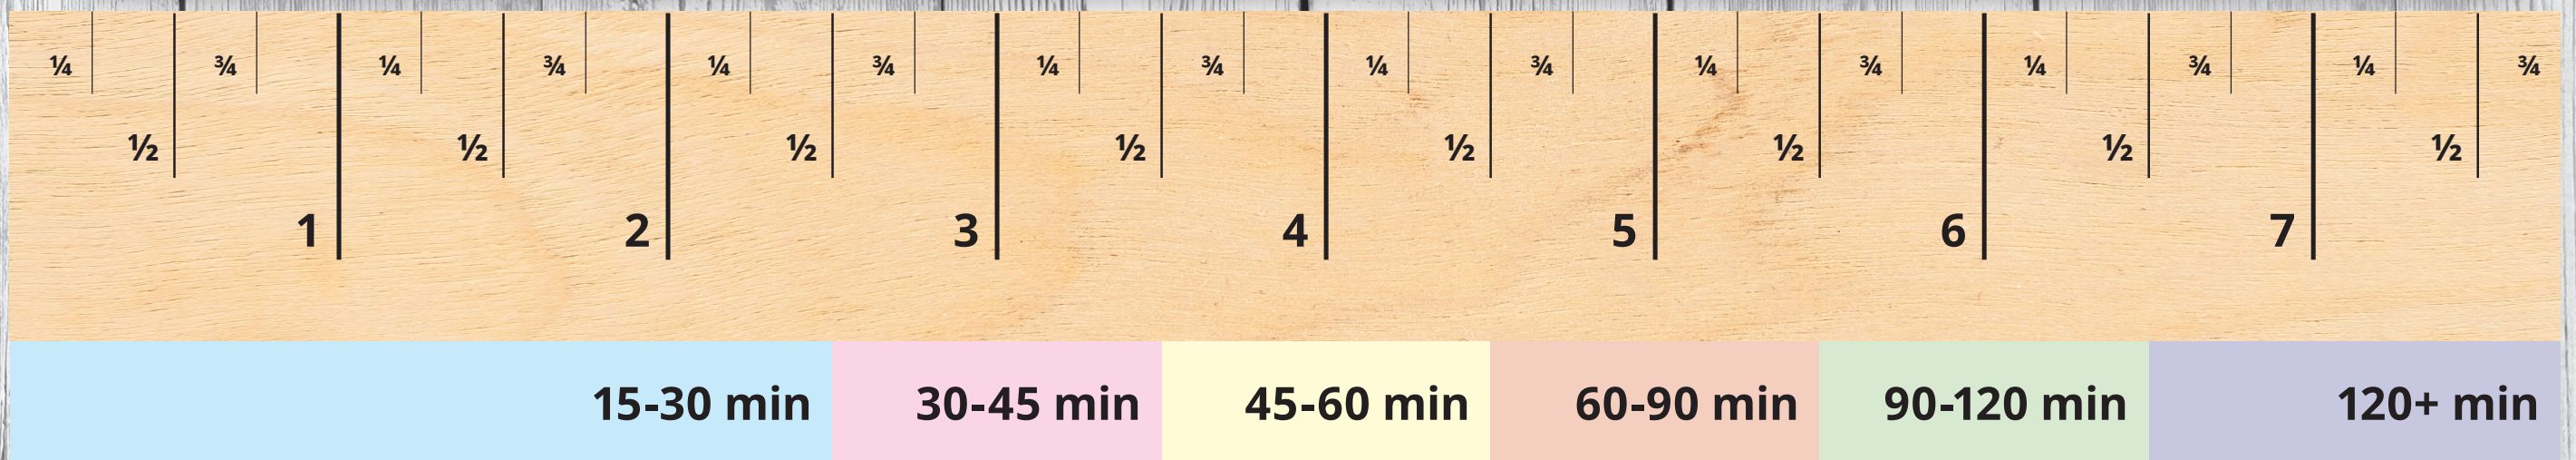 ¼ ¾ ¼ ¾ ¼ ¾ ¼ ¾ ¼ ¾ ¼ ¾ ¼ ¾ ¼ ¾
½ ½ ½ ½ ½ ½ ½ ½
1 2 3 4 5 6 7
15-30 min 30-45 min 45-60 min 60-90 min 90-120 min 120+ min